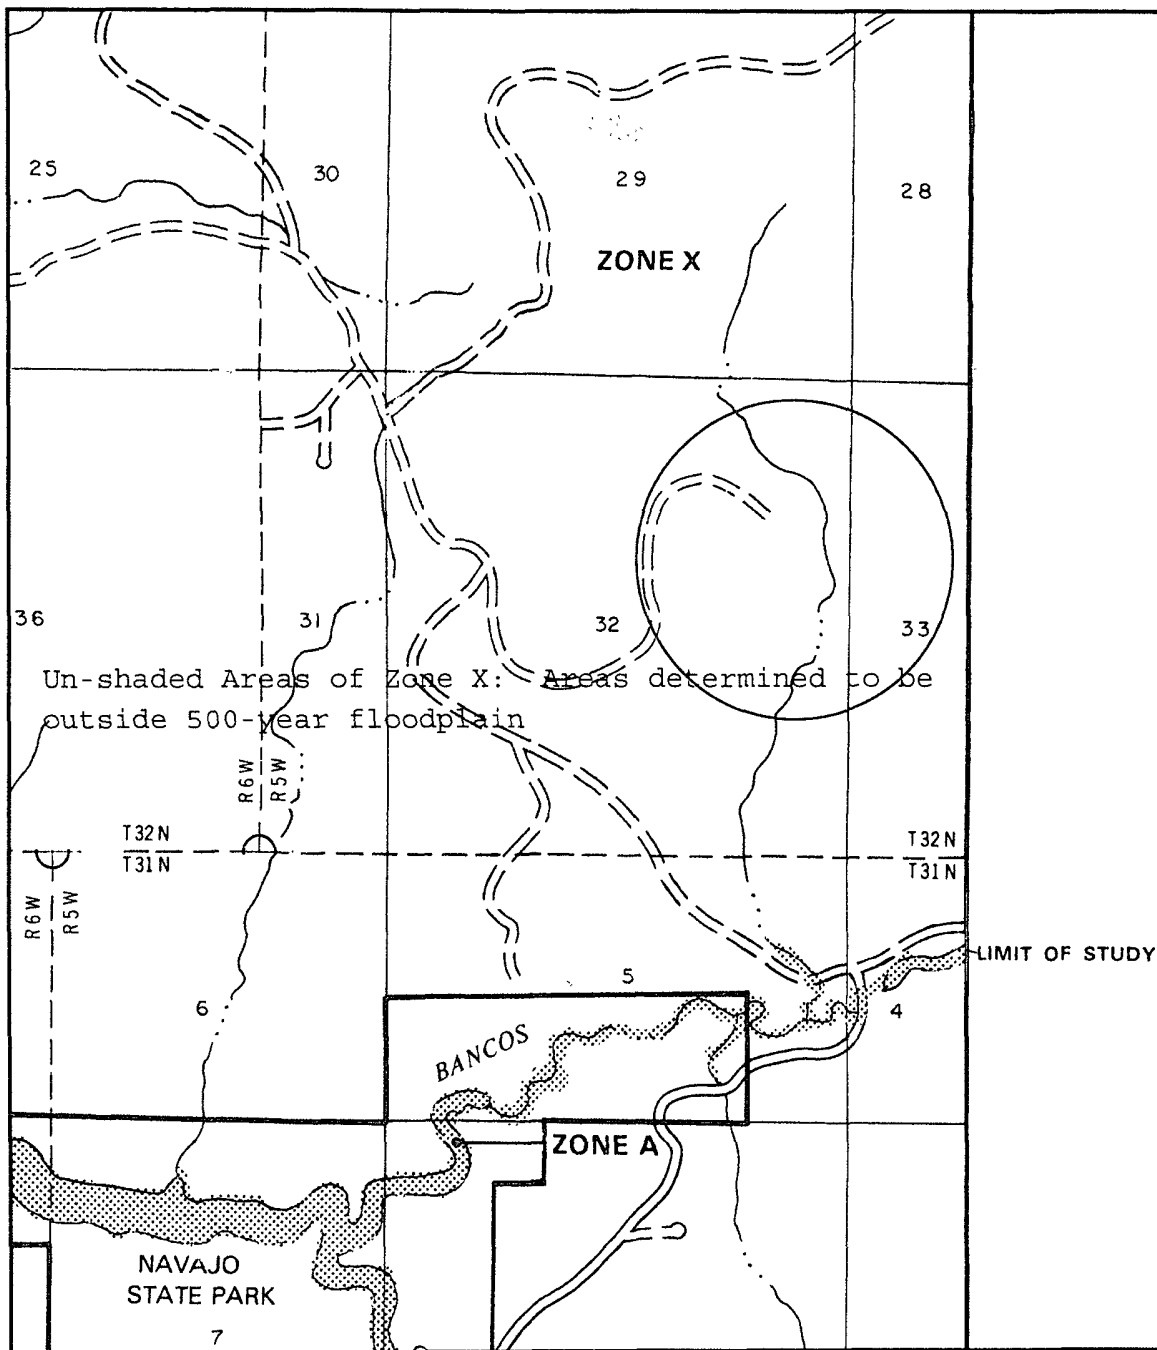 25
30
29
28
ZONE X
36
31
32
33
Un-shaded Areas of Zone X: Areas determined to be
outside 500-year floodplain
R6W
R5W
T32N
T31N
T32N
T31N
R6W
R5W
LIMIT OF STUDY
5
6
4
BANCOS
ZONE A
NAVAJO
STATE PARK
7